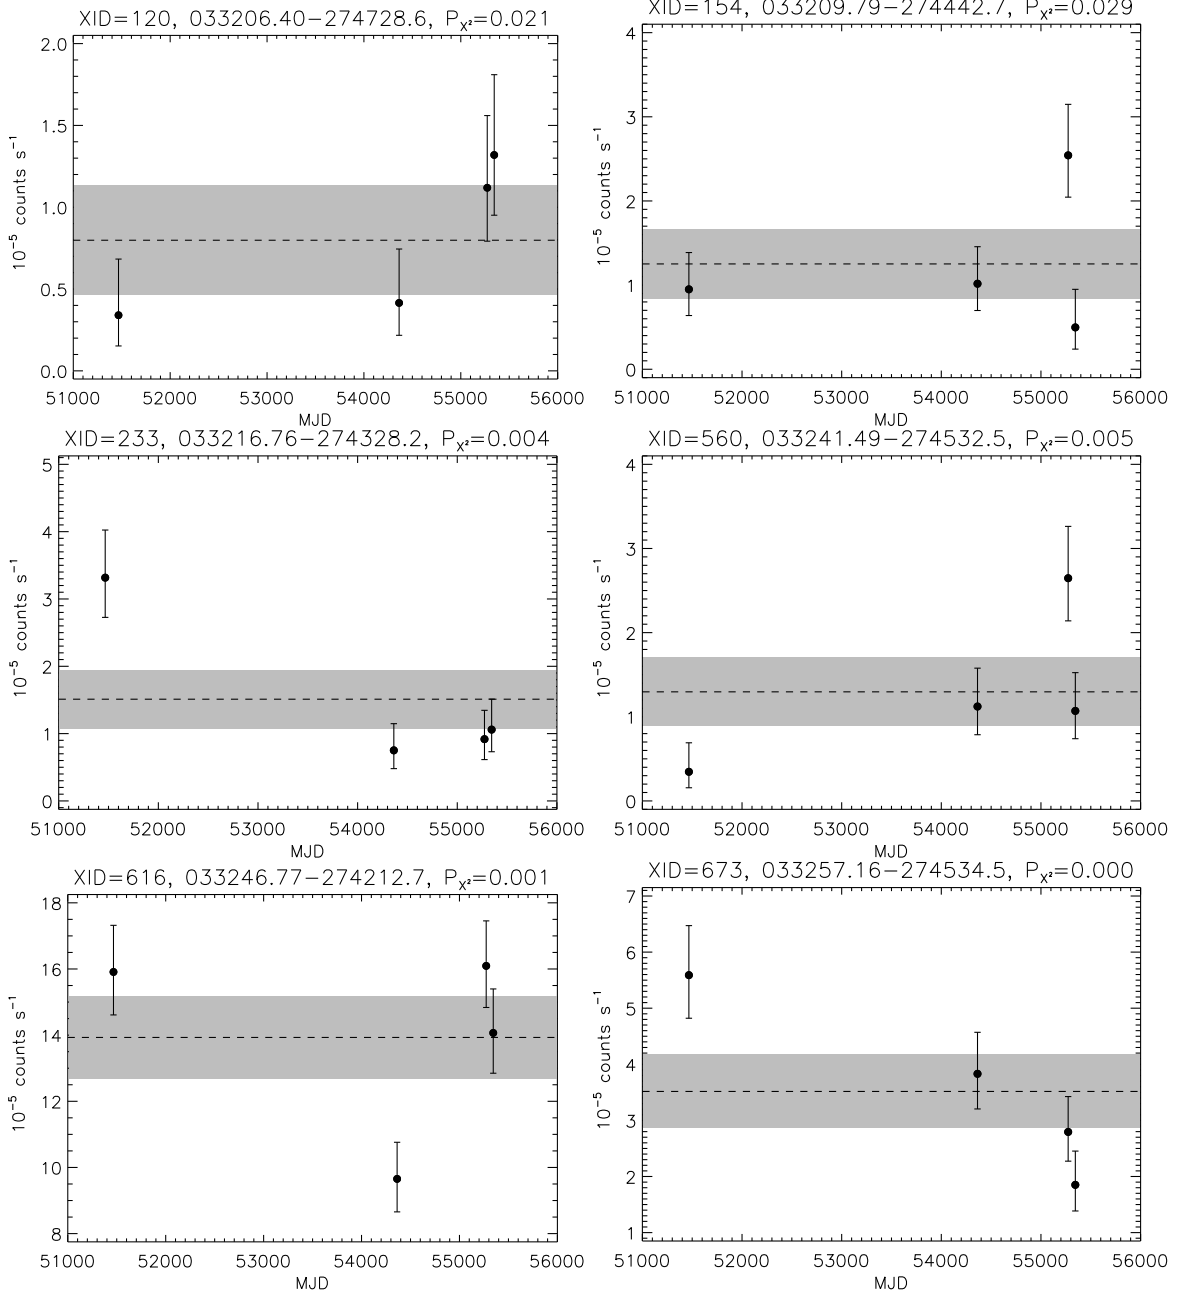 XID=120, 033206.40−274728.6, Pχ²=0.021
2.0
1.5
1.0
0.5
0.0
10⁻⁵ counts s⁻¹
51000 52000 53000 54000 55000 56000
MJD
XID=154, 033209.79−274442.7, Pχ²=0.029
4
3
2
1
0
10⁻⁵ counts s⁻¹
51000 52000 53000 54000 55000 56000
MJD
XID=233, 033216.76−274328.2, Pχ²=0.004
5
4
3
2
1
0
10⁻⁵ counts s⁻¹
51000 52000 53000 54000 55000 56000
MJD
XID=560, 033241.49−274532.5, Pχ²=0.005
4
3
2
1
0
10⁻⁵ counts s⁻¹
51000 52000 53000 54000 55000 56000
MJD
XID=616, 033246.77−274212.7, Pχ²=0.001
18
16
14
12
10
8
10⁻⁵ counts s⁻¹
51000 52000 53000 54000 55000 56000
MJD
XID=673, 033257.16−274534.5, Pχ²=0.000
7
6
5
4
3
2
1
10⁻⁵ counts s⁻¹
51000 52000 53000 54000 55000 56000
MJD